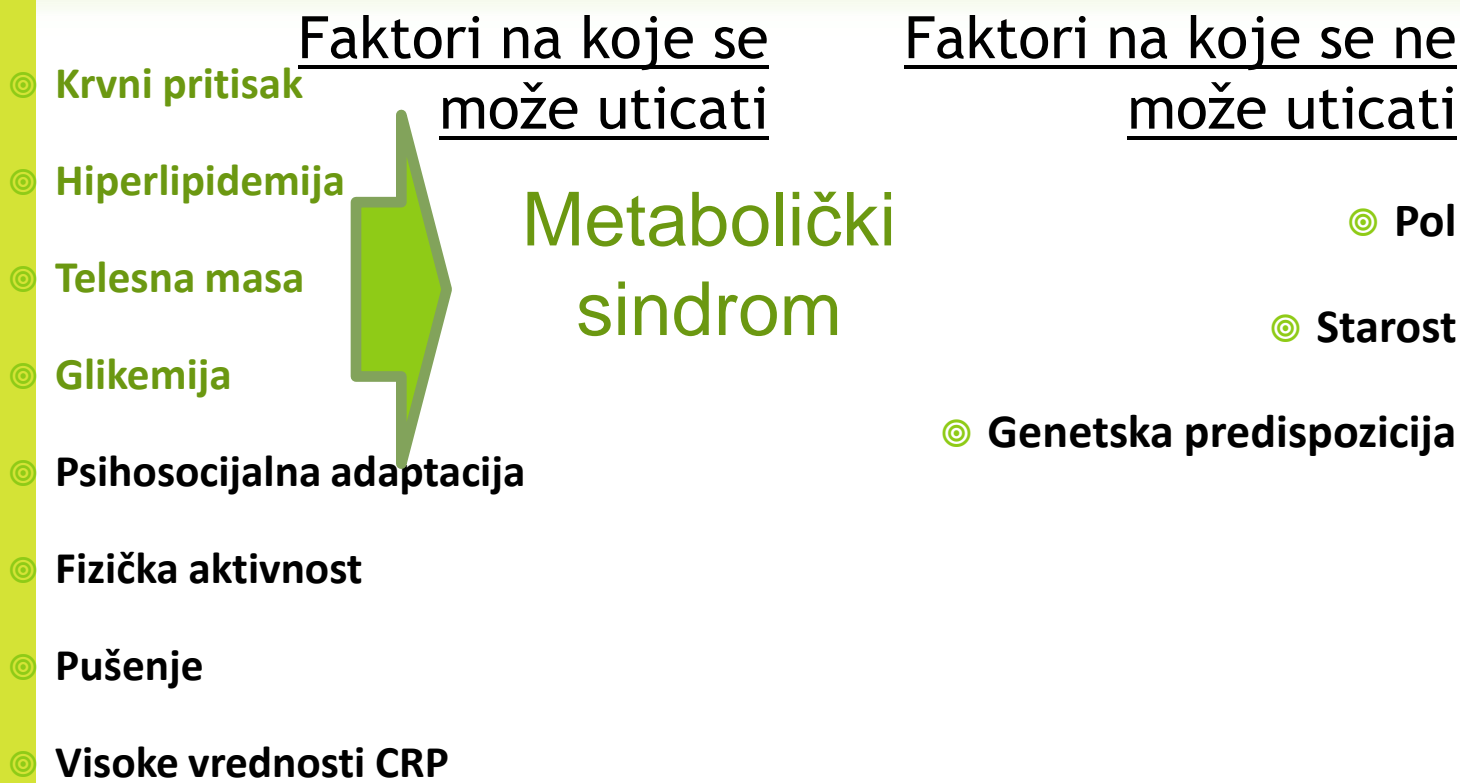 Faktori na koje se
može uticati
Krvni pritisak
Hiperlipidemija
Telesna masa
Glikemija
Psihosocijalna adaptacija
Fizička aktivnost
Pušenje
Visoke vrednosti CRP
Metabolički
sindrom
Faktori na koje se ne
može uticati
Pol
Starost
Genetska predispozicija